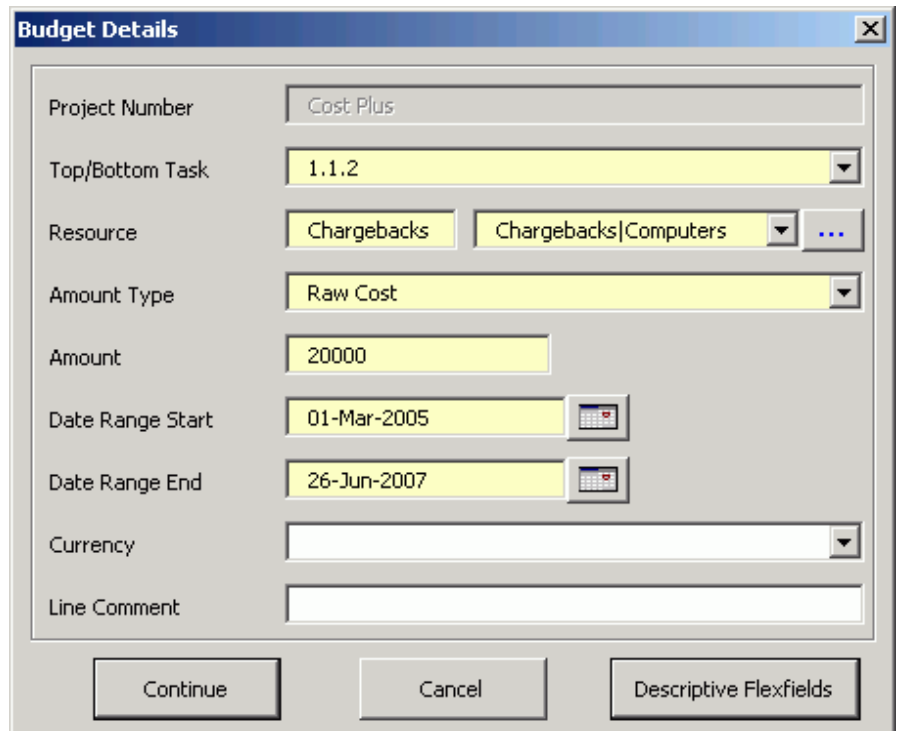 Budget Details
Project Number Cost Plus
Top/Bottom Task 1.1.2
Resource Chargebacks Chargebacks|Computers ...
Amount Type Raw Cost
Amount 20000
Date Range Start 01-Mar-2005
Date Range End 26-Jun-2007
Currency
Line Comment
Continue Cancel Descriptive Flexfields